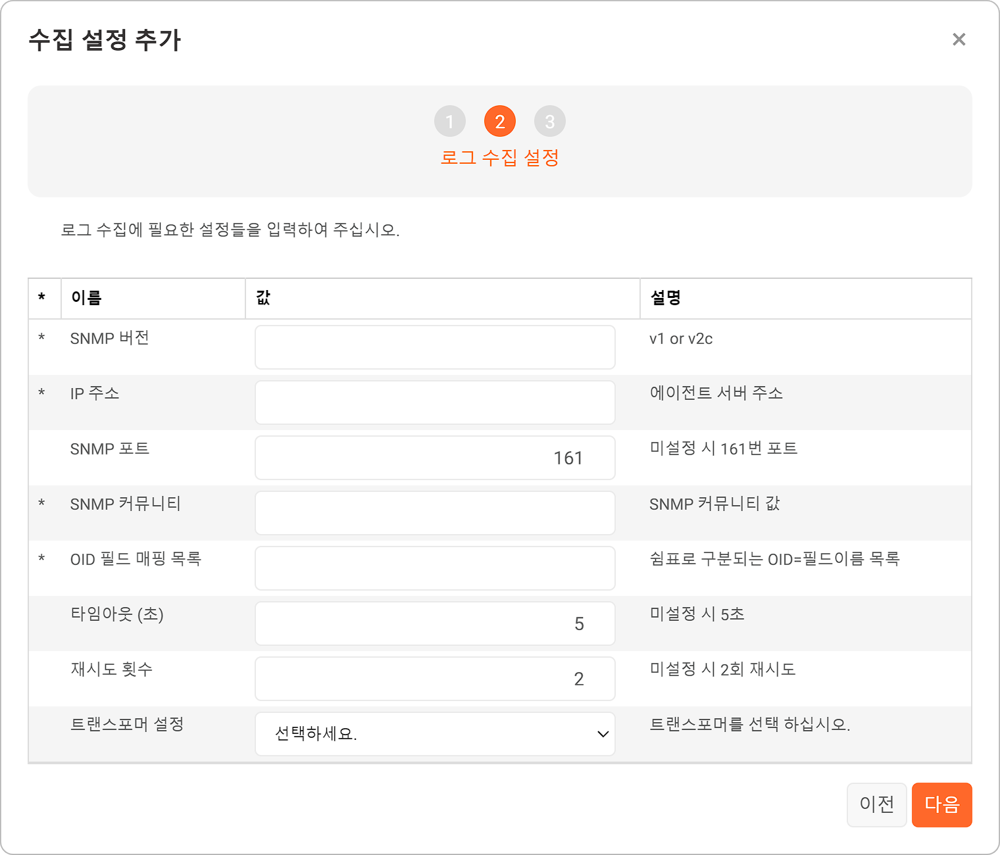 수집 설정 추가
×
1 2 3
로그 수집 설정
로그 수집에 필요한 설정들을 입력하여 주십시오.
* 이름 값 설명
* SNMP 버전 v1 or v2c
* IP 주소 에이전트 서버 주소
SNMP 포트 161 미설정 시 161번 포트
* SNMP 커뮤니티 SNMP 커뮤니티 값
* OID 필드 매핑 목록 쉼표로 구분되는 OID=필드이름 목록
타임아웃 (초) 5 미설정 시 5초
재시도 횟수 2 미설정 시 2회 재시도
트랜스포머 설정 선택하세요. 트랜스포머를 선택 하십시오.
이전 다음